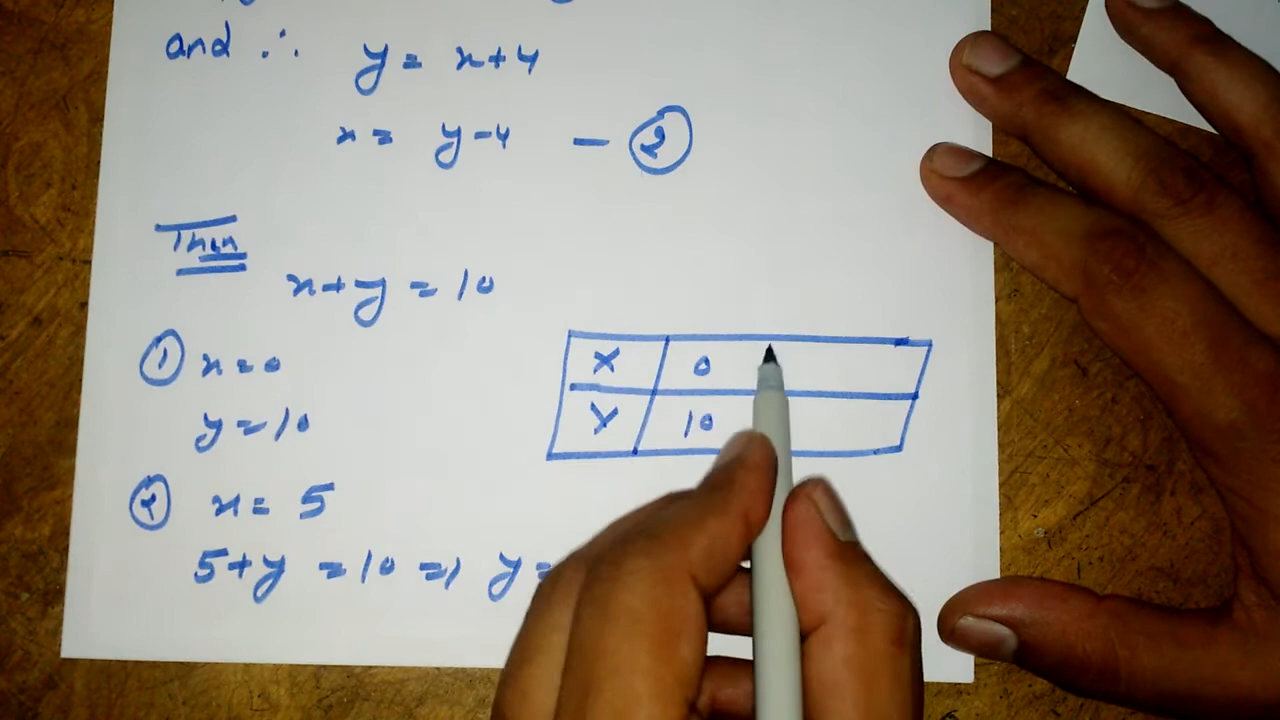 and ∴ y = x+4
x = y-4 - ②
Then
x+y = 10
① x=0
y=10
② x= 5
5+y =10 => y=
X 0
Y 10